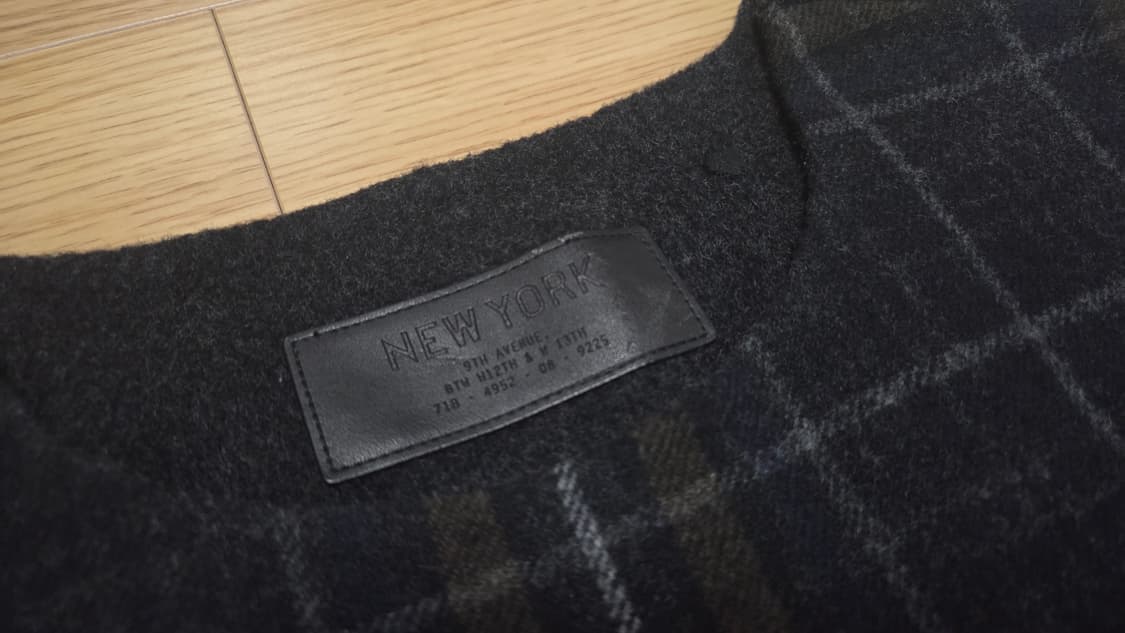 NEW YORK
9TH AVENUE,
BTW W12TH & W 13TH
718 - 4952 - 08 - 9225